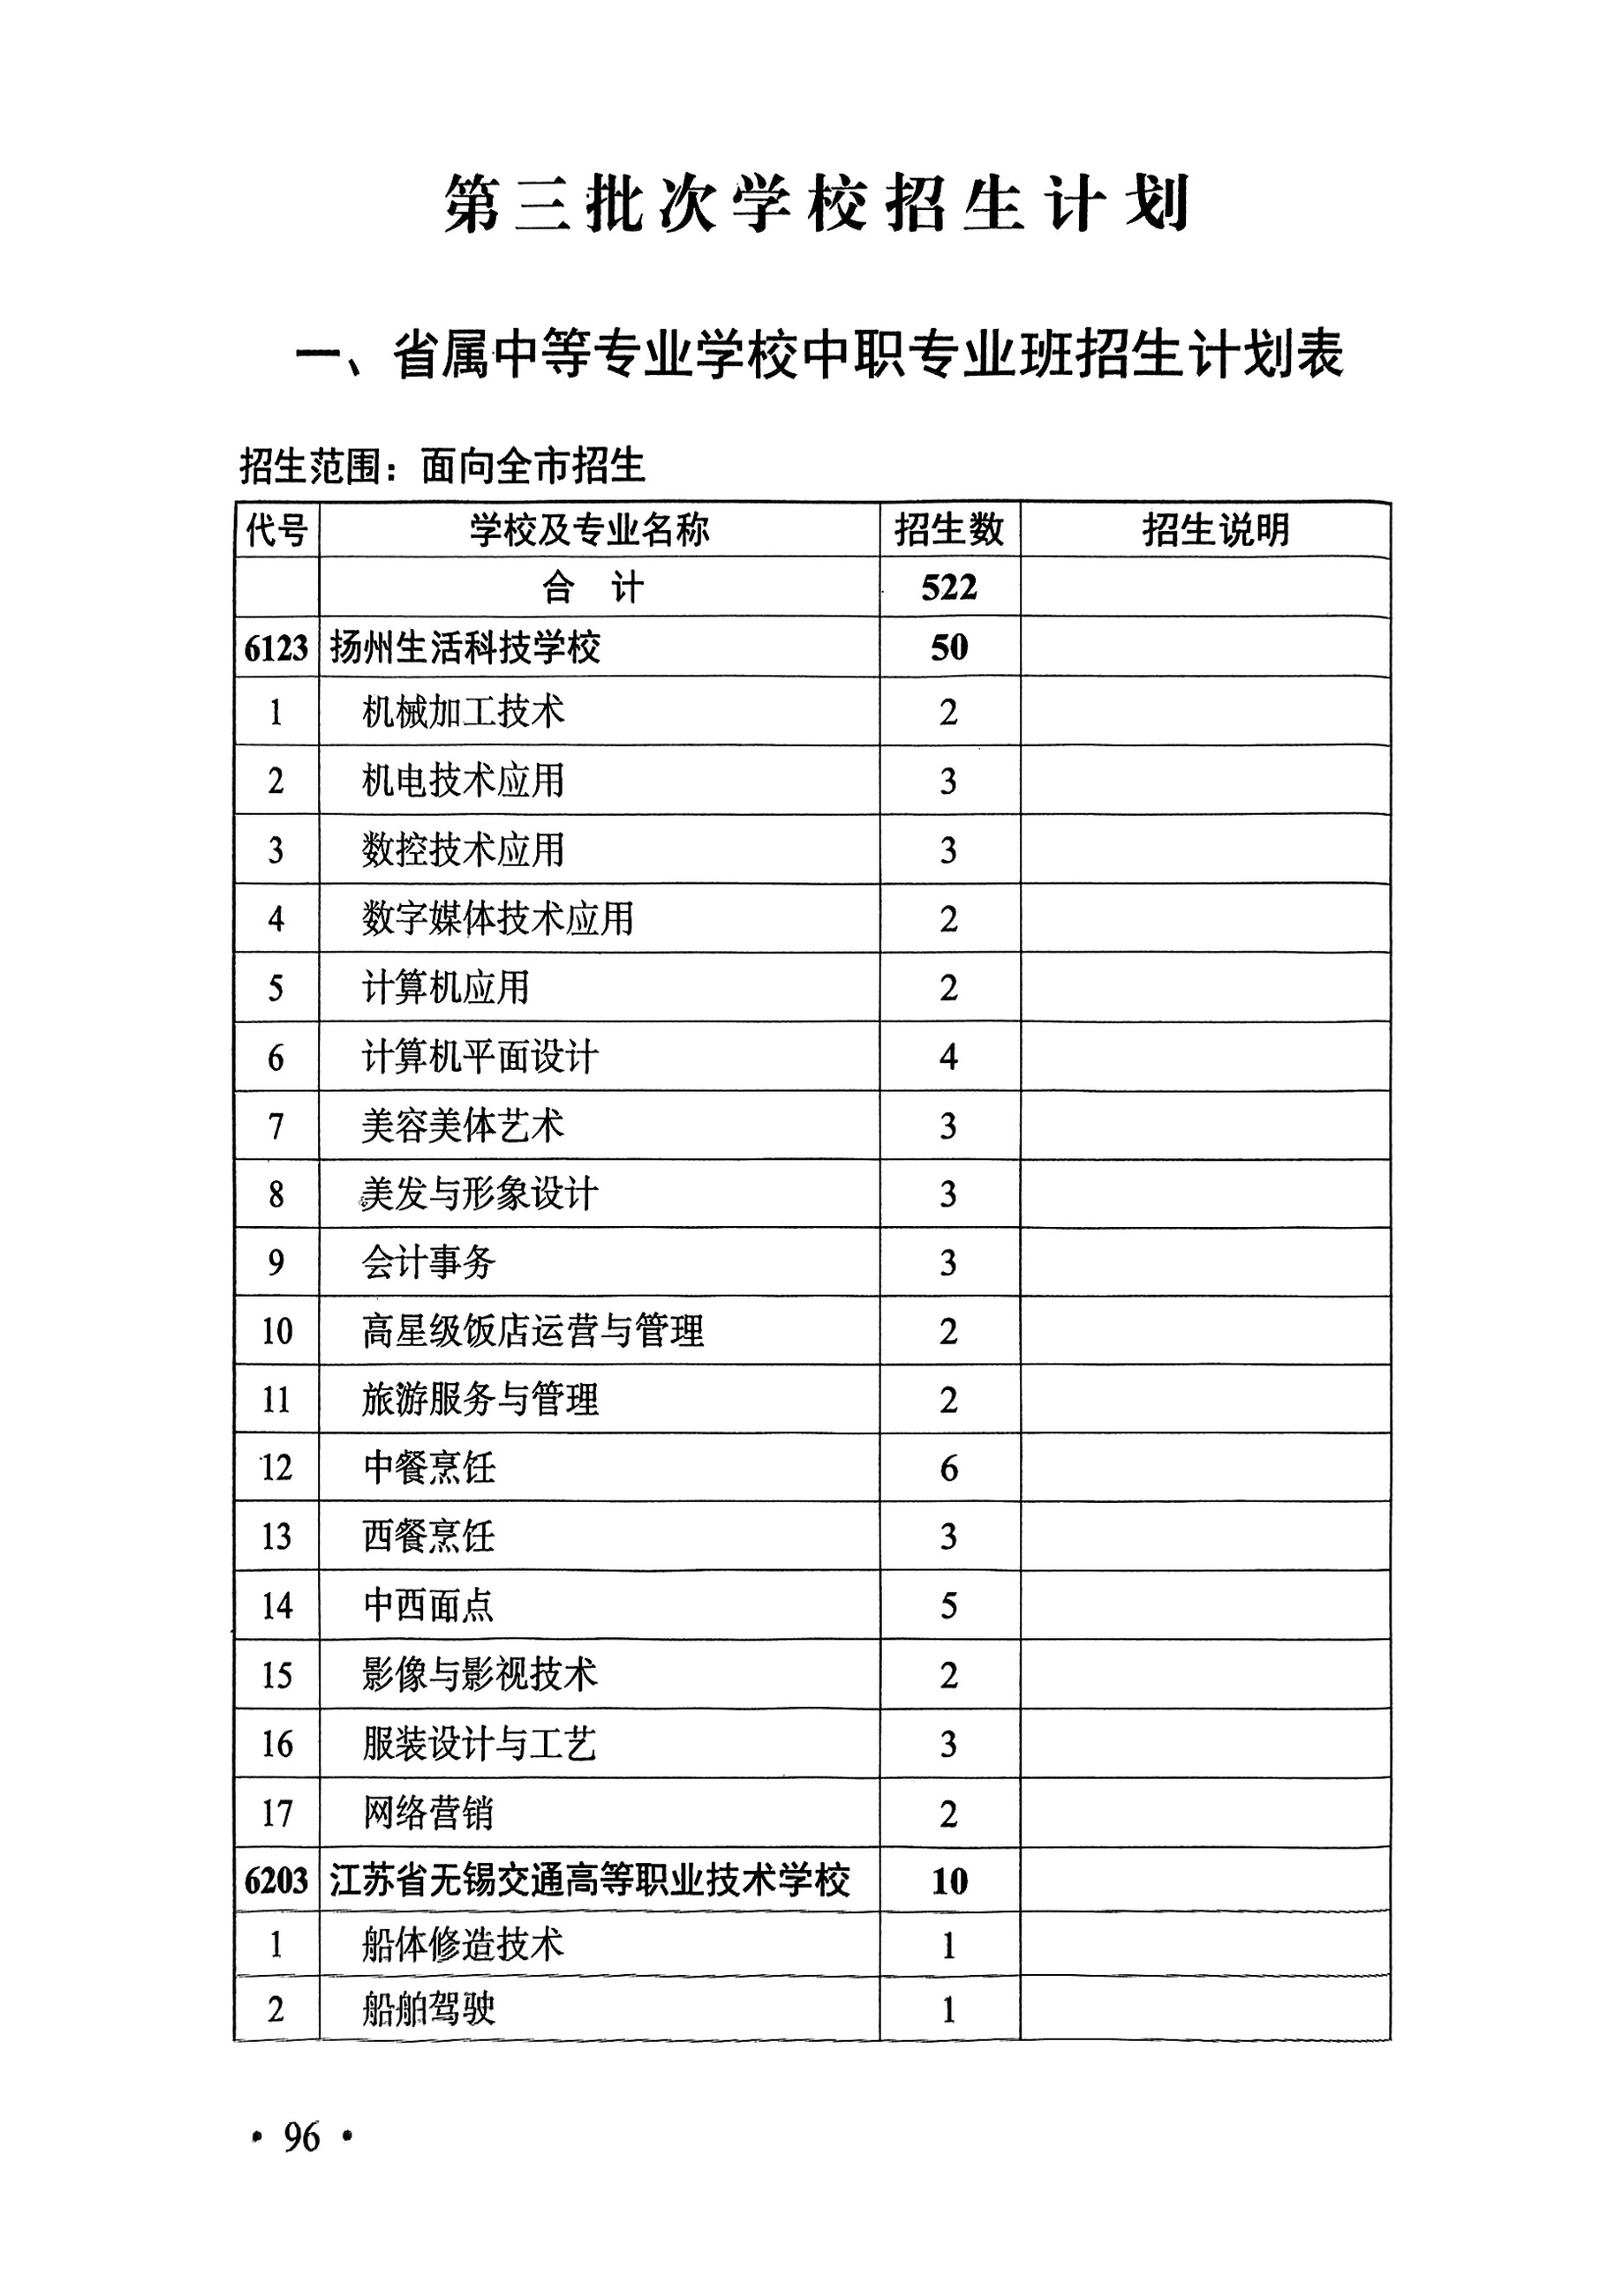 第三批次学校招生计划
一、省属中等专业学校中职专业班招生计划表
招生范围：面向全市招生
代号 学校及专业名称 招生数 招生说明
合 计 522
6123 扬州生活科技学校 50
1 机械加工技术 2
2 机电技术应用 3
3 数控技术应用 3
4 数字媒体技术应用 2
5 计算机应用 2
6 计算机平面设计 4
7 美容美体艺术 3
8 美发与形象设计 3
9 会计事务 3
10 高星级饭店运营与管理 2
11 旅游服务与管理 2
12 中餐烹饪 6
13 西餐烹饪 3
14 中西面点 5
15 影像与影视技术 2
16 服装设计与工艺 3
17 网络营销 2
6203 江苏省无锡交通高等职业技术学校 10
1 船体修造技术 1
2 船舶驾驶 1
· 96 ·